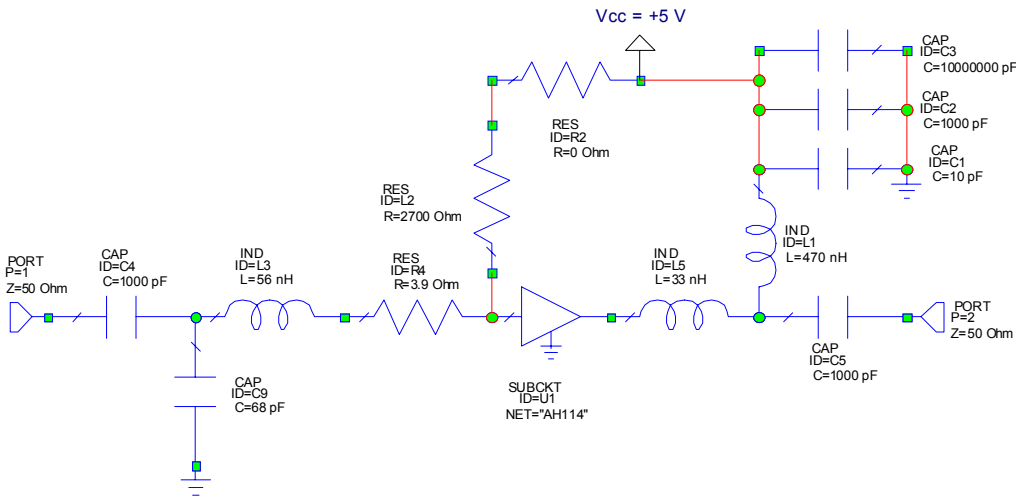 Vcc = +5 V
CAP
ID=C3
C=10000000 pF
CAP
ID=C2
C=1000 pF
CAP
ID=C1
C=10 pF
RES
ID=R2
R=0 Ohm
RES
ID=L2
R=2700 Ohm
IND
ID=L1
L=470 nH
PORT
P=1
Z=50 Ohm
CAP
ID=C4
C=1000 pF
IND
ID=L3
L=56 nH
RES
ID=R4
R=3.9 Ohm
IND
ID=L5
L=33 nH
PORT
P=2
Z=50 Ohm
CAP
ID=C5
C=1000 pF
CAP
ID=C9
C=68 pF
SUBCKT
ID=U1
NET="AH114"